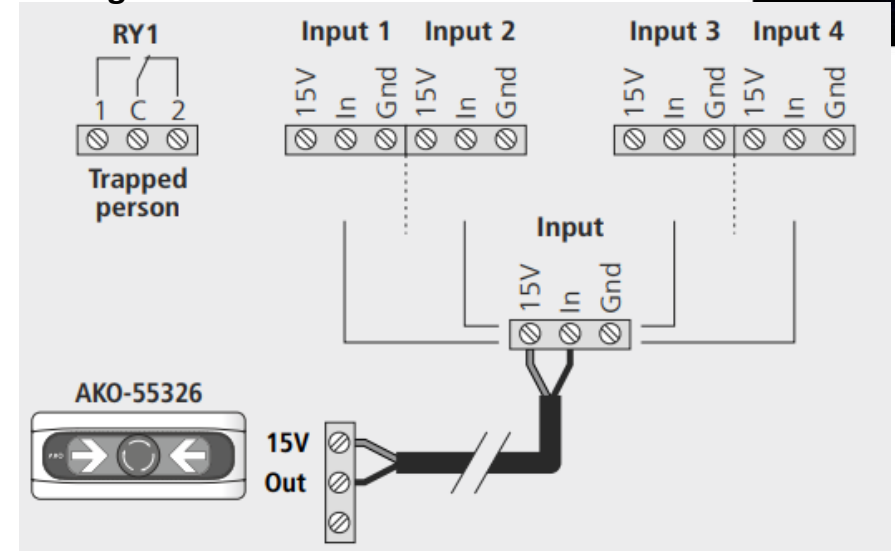 RY1
Input 1 Input 2 Input 3 Input 4
1 C 2
15V In Gnd 15V In Gnd 15V In Gnd 15V In Gnd
Trapped
person
Input
15V In Gnd
AKO-55326
15V
Out